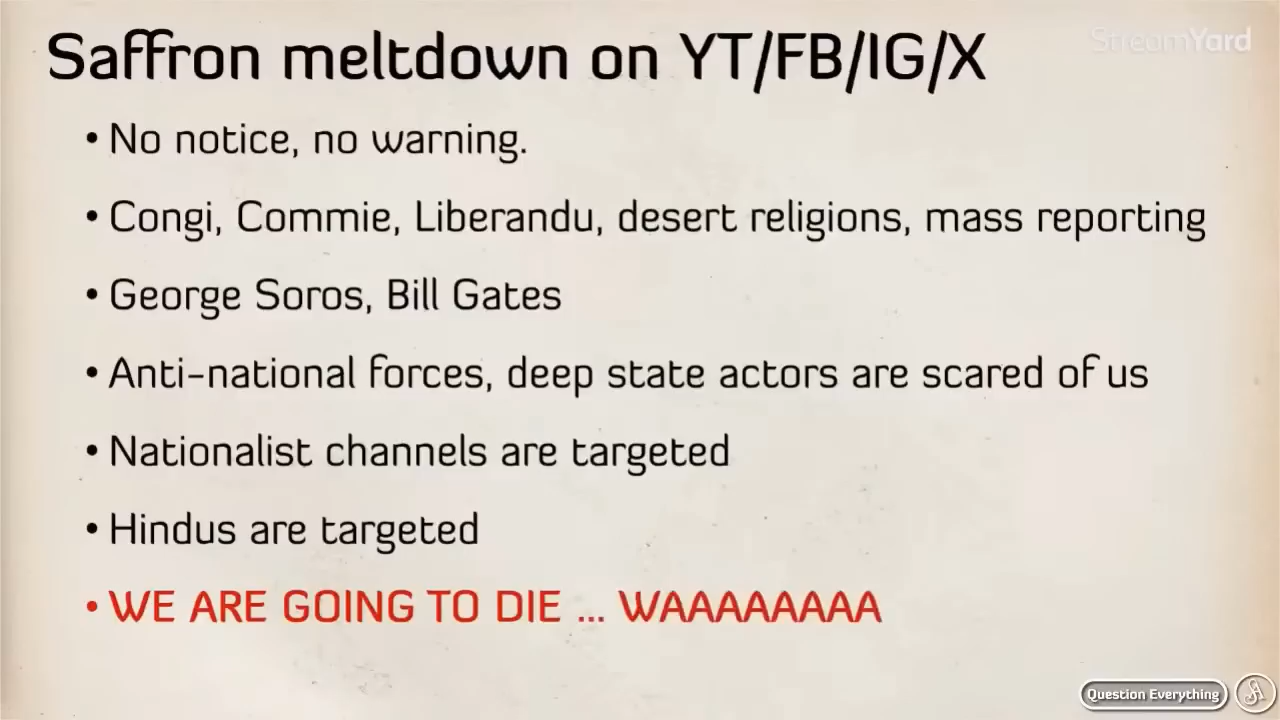 Saffron meltdown on YT/FB/IG/X
StreamYard
• No notice, no warning.
• Congi, Commie, Liberandu, desert religions, mass reporting
• George Soros, Bill Gates
• Anti-national forces, deep state actors are scared of us
• Nationalist channels are targeted
• Hindus are targeted
• WE ARE GOING TO DIE ... WAAAAAAAA
Question Everything